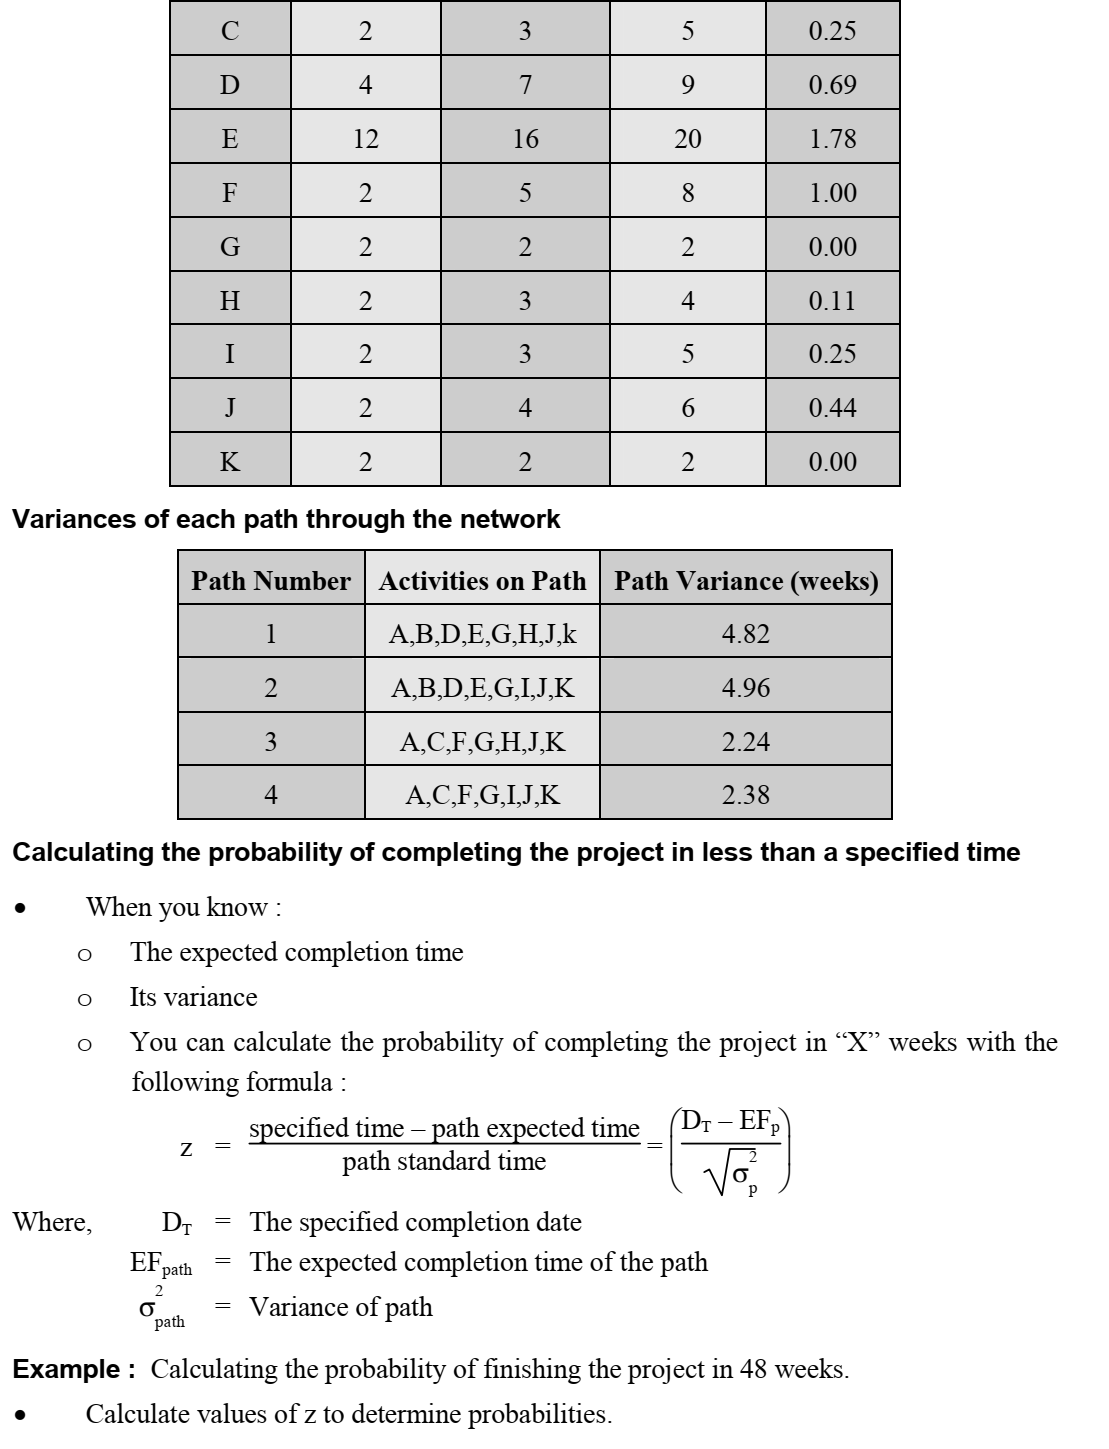 C 2 3 5 0.25
D 4 7 9 0.69
E 12 16 20 1.78
F 2 5 8 1.00
G 2 2 2 0.00
H 2 3 4 0.11
I 2 3 5 0.25
J 2 4 6 0.44
K 2 2 2 0.00
Variances of each path through the network
Path Number Activities on Path Path Variance (weeks)
1 A,B,D,E,G,H,J,k 4.82
2 A,B,D,E,G,I,J,K 4.96
3 A,C,F,G,H,J,K 2.24
4 A,C,F,G,I,J,K 2.38
Calculating the probability of completing the project in less than a specified time
• When you know :
o The expected completion time
o Its variance
o You can calculate the probability of completing the project in “X” weeks with the
following formula :
z = specified time – path expected time / path standard time = (D_T – EF_p / √σ_p^2)
Where, D_T = The specified completion date
EF_path = The expected completion time of the path
σ_path^2 = Variance of path
Example : Calculating the probability of finishing the project in 48 weeks.
• Calculate values of z to determine probabilities.